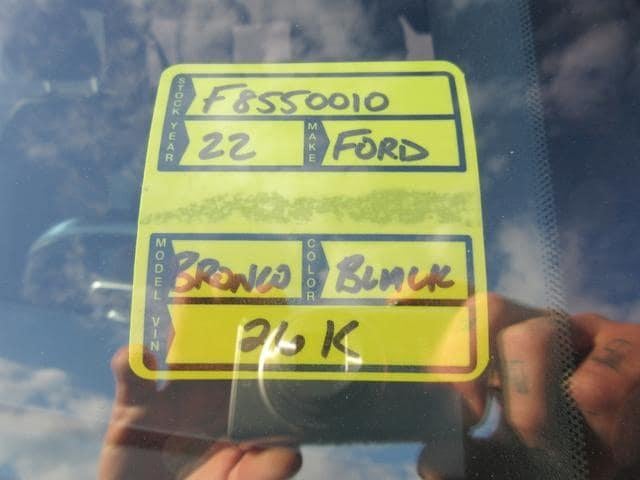 STOCK F8550010
YEAR 22 MAKE FORD
MODEL BRONCO COLOR BLACK
VIN 26K